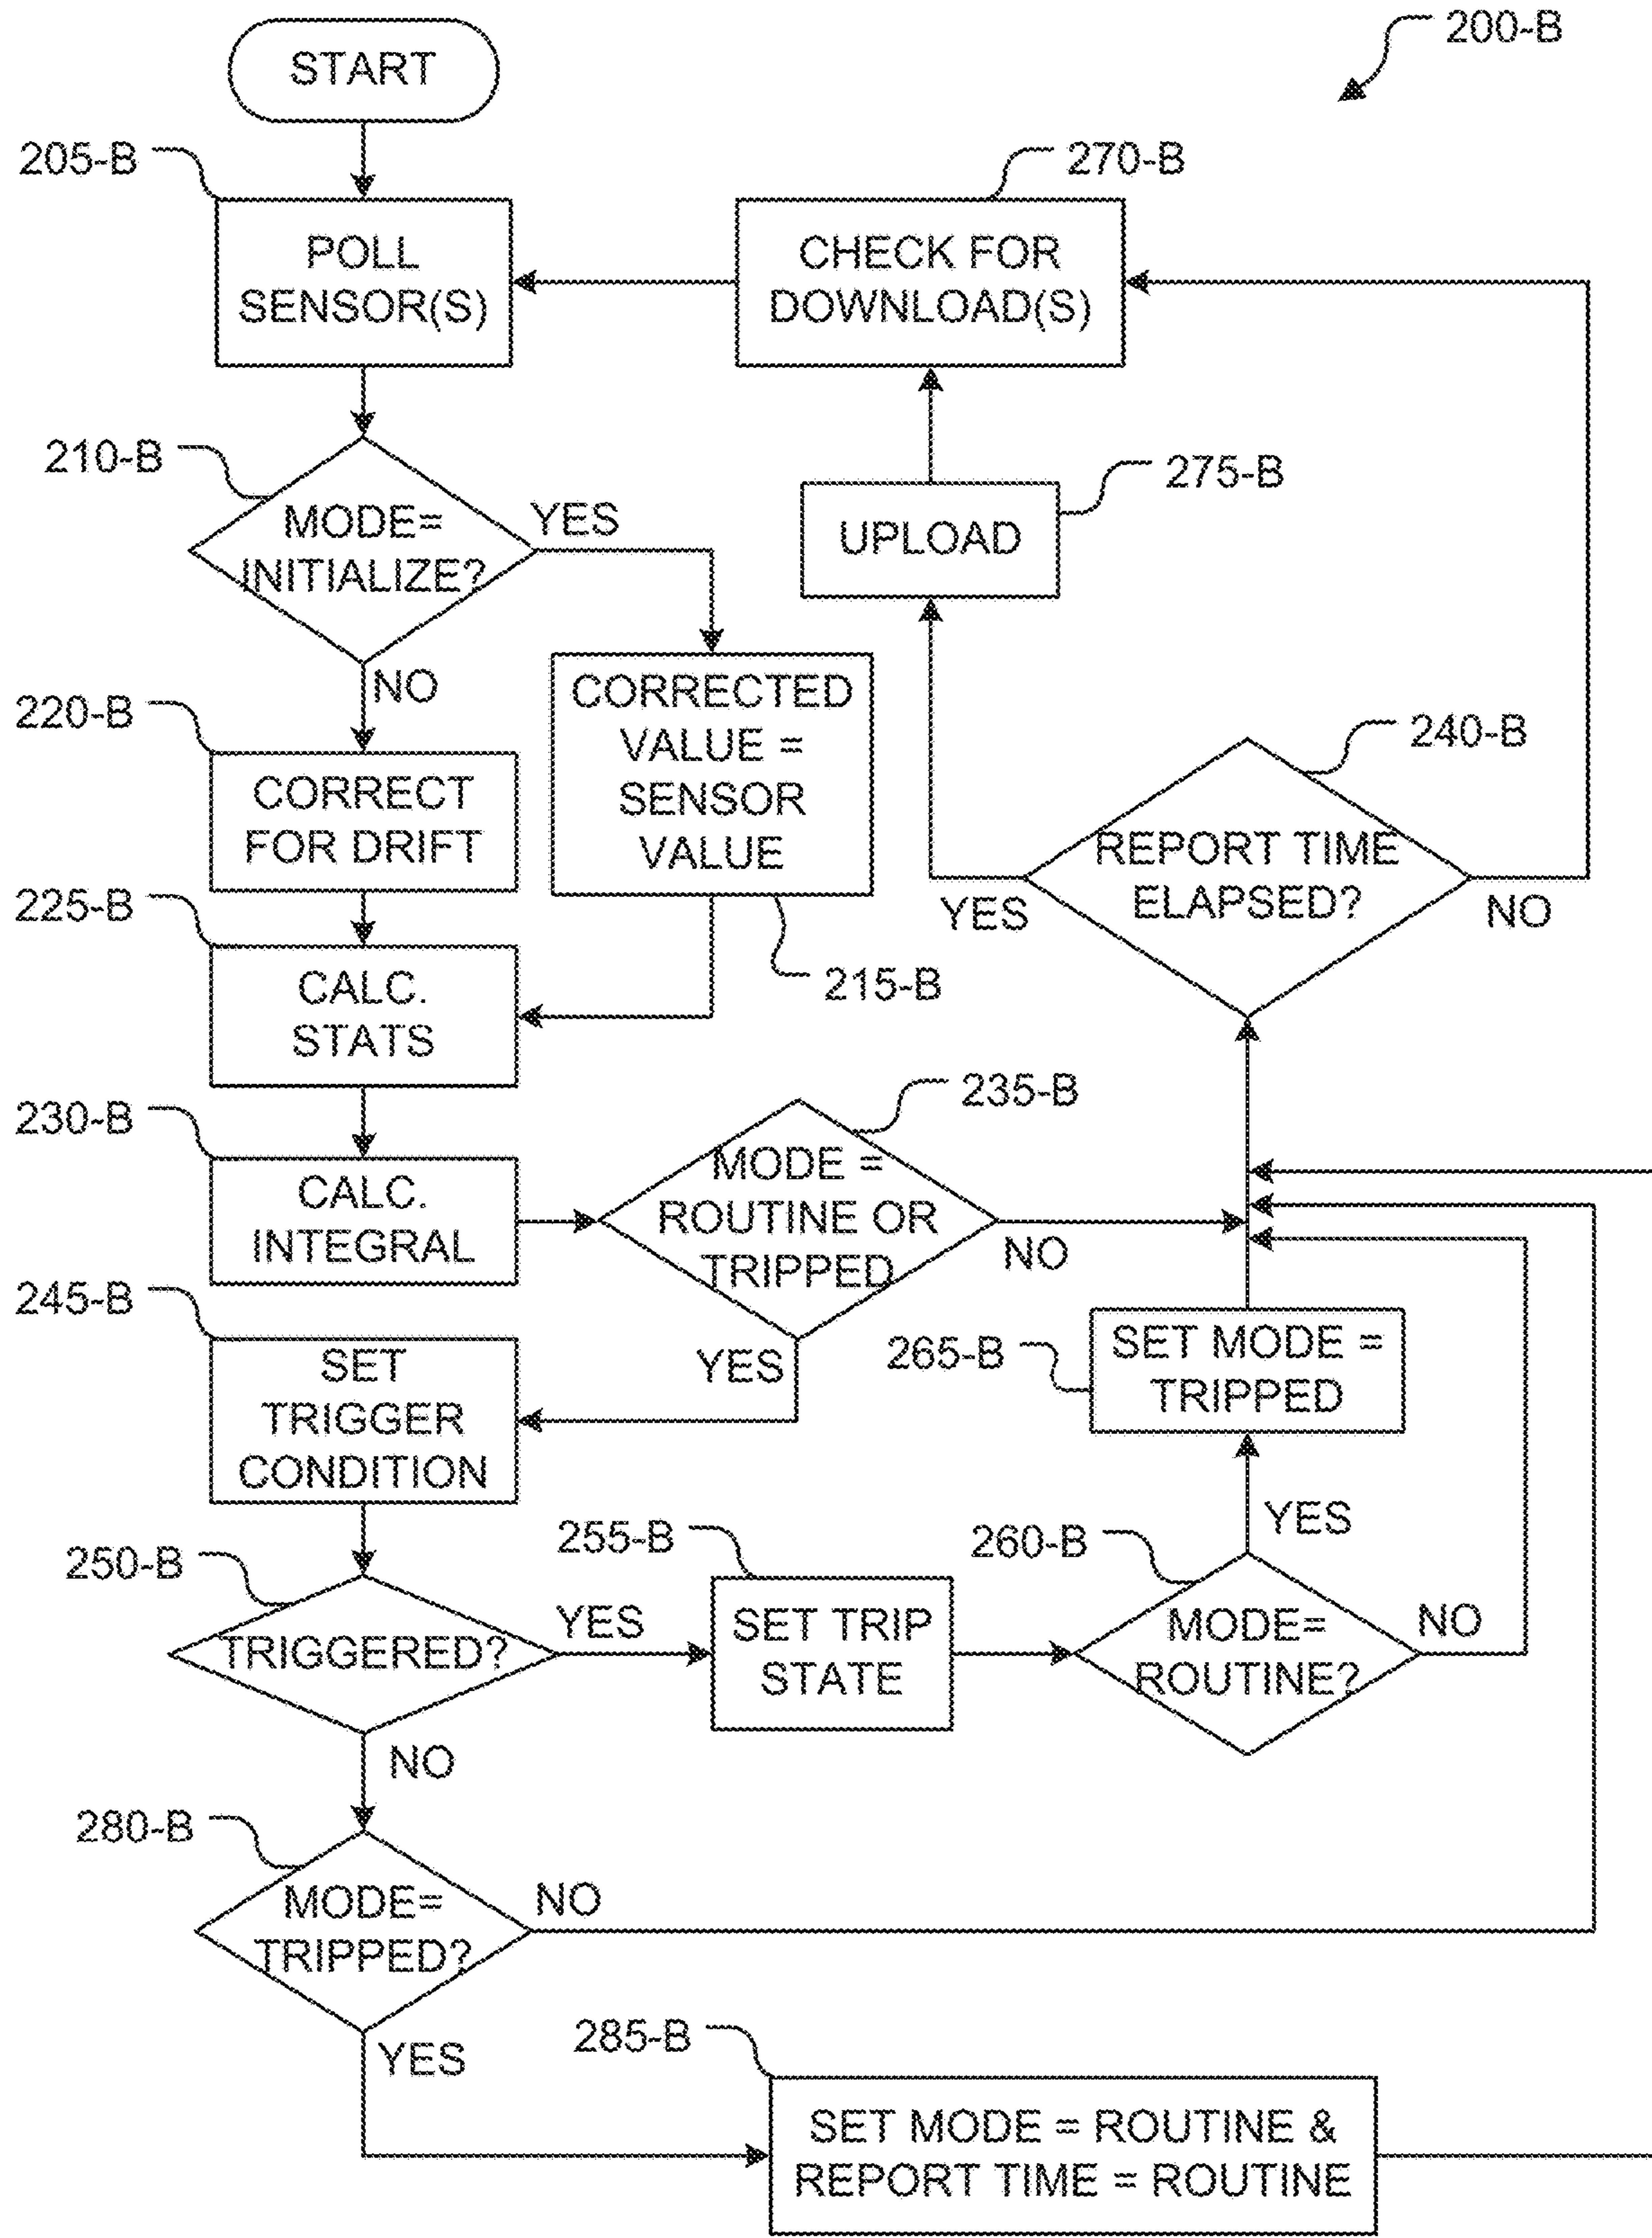 200-B
START
205-B
270-B
POLL
SENSOR(S)
CHECK FOR
DOWNLOAD(S)
210-B
275-B
MODE=
INITIALIZE?
YES
UPLOAD
NO
220-B
CORRECTED
VALUE =
SENSOR
VALUE
240-B
CORRECT
FOR DRIFT
REPORT TIME
ELAPSED?
YES
NO
225-B
215-B
CALC.
STATS
230-B
235-B
CALC.
INTEGRAL
MODE =
ROUTINE OR
TRIPPED
NO
YES
245-B
265-B
SET MODE =
TRIPPED
SET
TRIGGER
CONDITION
YES
250-B
255-B
260-B
TRIGGERED?
YES
SET TRIP
STATE
MODE=
ROUTINE?
NO
NO
280-B
MODE=
TRIPPED?
NO
YES
285-B
SET MODE = ROUTINE &
REPORT TIME = ROUTINE